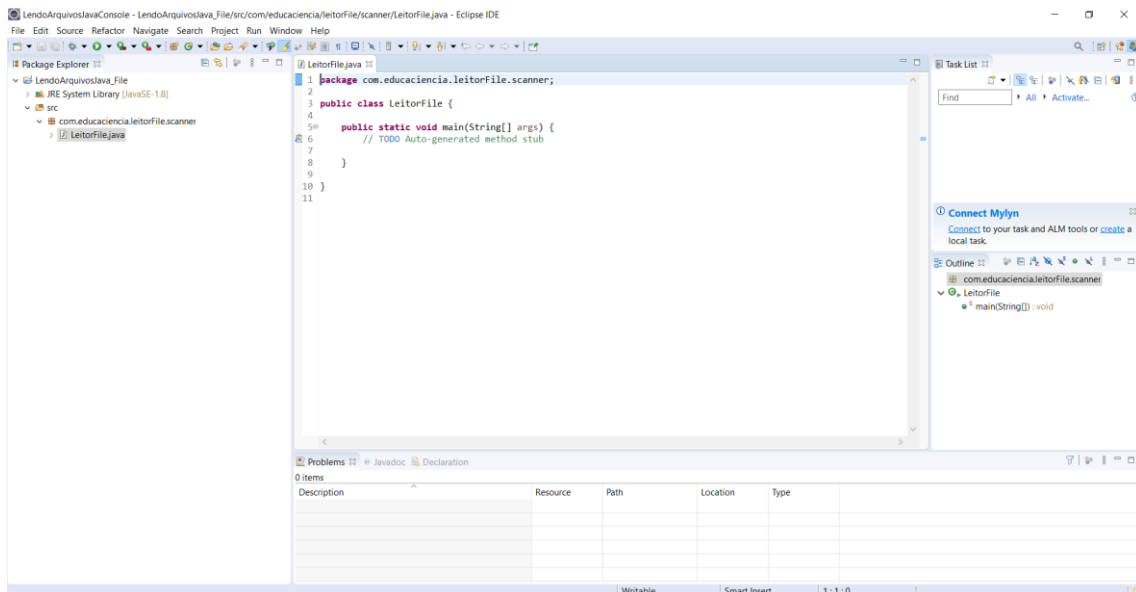 LendoArquivosJavaConsole - LendoArquivosJava_File/src/com/educaciencia/leitorFile/scanner/LeitorFile.java - Eclipse IDE
File Edit Source Refactor Navigate Search Project Run Window Help
Package Explorer
LendoArquivosJava_File
JRE System Library [JavaSE-1.8]
src
com.educaciencia.leitorFile.scanner
LeitorFile.java
LeitorFile.java
1 package com.educaciencia.leitorFile.scanner;
2
3 public class LeitorFile {
4
5 public static void main(String[] args) {
6 // TODO Auto-generated method stub
7
8 }
9
10 }
11
Task List
Find All Activate...
Connect Mylyn
Connect to your task and ALM tools or create a
local task.
Outline
com.educaciencia.leitorFile.scanner
LeitorFile
main(String[]) : void
Problems Javadoc Declaration
0 items
Description Resource Path Location Type
Writable Smart Insert 1 : 1 : 0